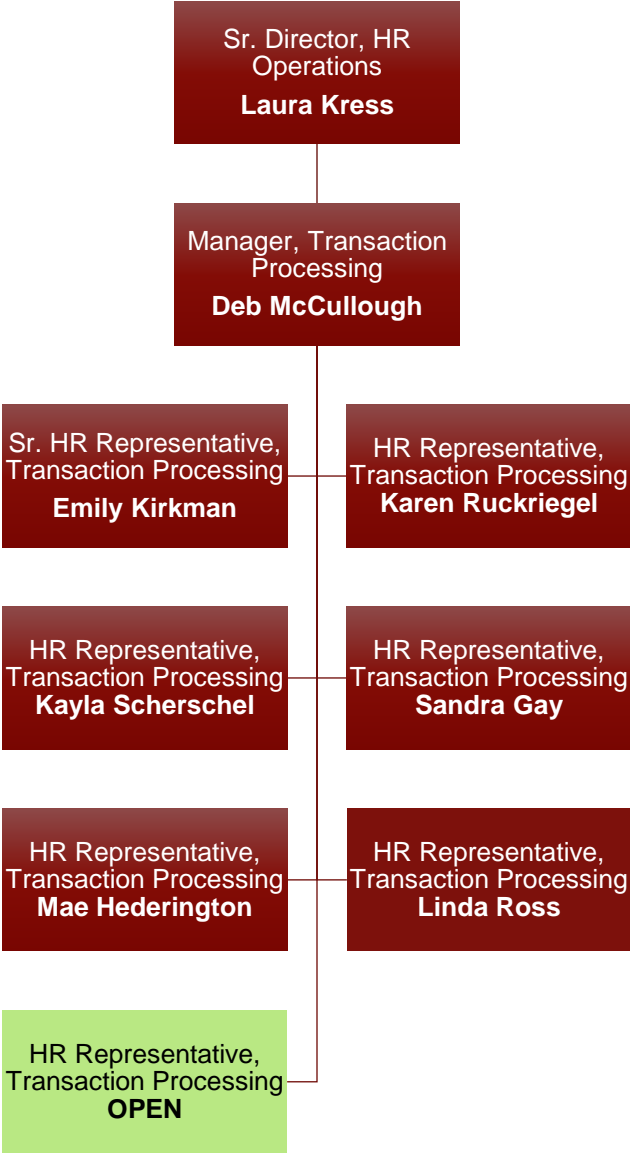 Sr. Director, HR
Operations
Laura Kress
Manager, Transaction
Processing
Deb McCullough
Sr. HR Representative,
Transaction Processing
Emily Kirkman
HR Representative,
Transaction Processing
Karen Ruckriegel
HR Representative,
Transaction Processing
Kayla Scherschel
HR Representative,
Transaction Processing
Sandra Gay
HR Representative,
Transaction Processing
Mae Hederington
HR Representative,
Transaction Processing
Linda Ross
HR Representative,
Transaction Processing
OPEN